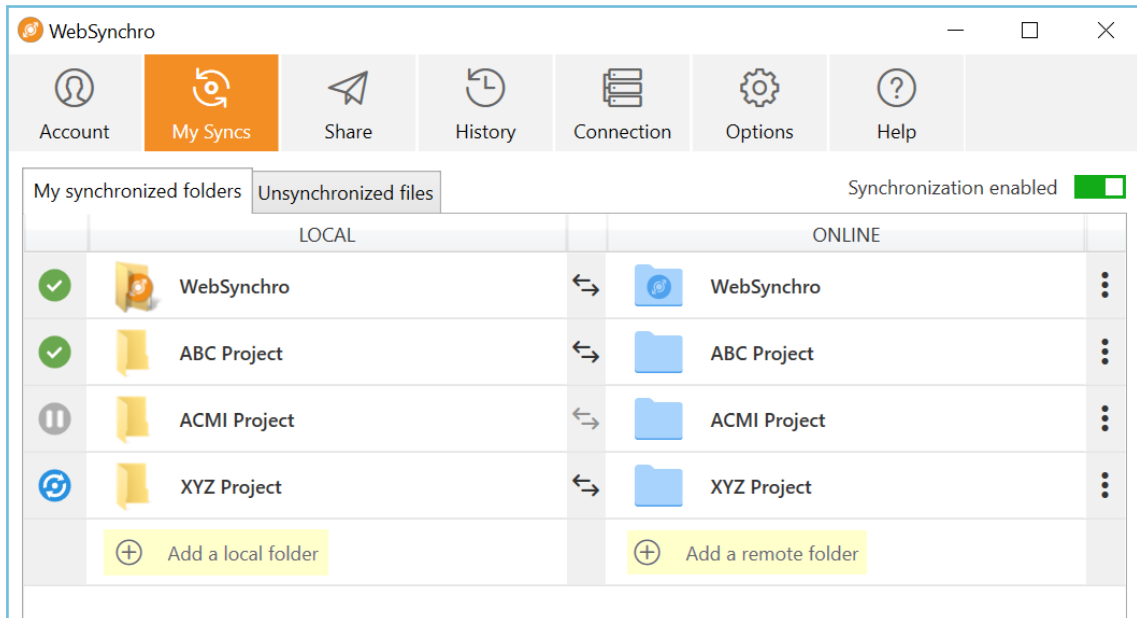 WebSynchro
Account My Syncs Share History Connection Options Help
My synchronized folders Unsynchronized files Synchronization enabled
LOCAL ONLINE
WebSynchro WebSynchro
ABC Project ABC Project
ACMI Project ACMI Project
XYZ Project XYZ Project
Add a local folder Add a remote folder